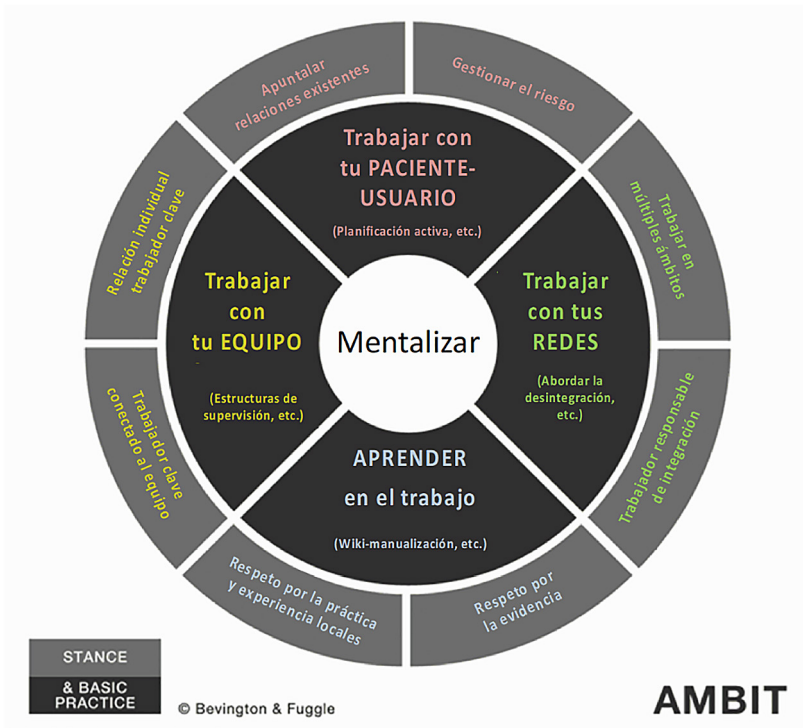 Apuntalar
relaciones existentes
Gestionar el riesgo
Trabajar con
tu PACIENTE-
USUARIO
(Planificación activa, etc.)
Relación individual
trabajador clave
Trabajar en
múltiples ámbitos
Trabajar
con
tu EQUIPO
(Estructuras de
supervisión, etc.)
Mentalizar
Trabajar
con tus
REDES
(Abordar la
desintegración,
etc.)
Trabajador clave
conectado al equipo
Trabajador responsable
de integración
APRENDER
en el trabajo
(Wiki-manualización, etc.)
Respeto por la práctica
y experiencia locales
Respeto por
la evidencia
STANCE
& BASIC
PRACTICE
© Bevington & Fuggle
AMBIT